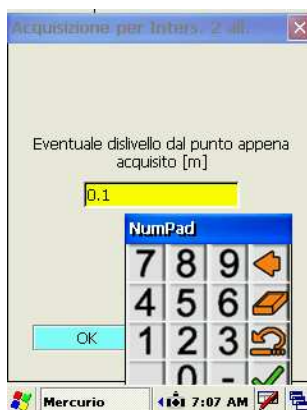 Acquisizione per Inters. 2 all.
Eventuale dislivello dal punto appena
acquisito [m]
0.1
NumPad
7 8 9
4 5 6
1 2 3
0 -
OK
Mercurio
7:07 AM